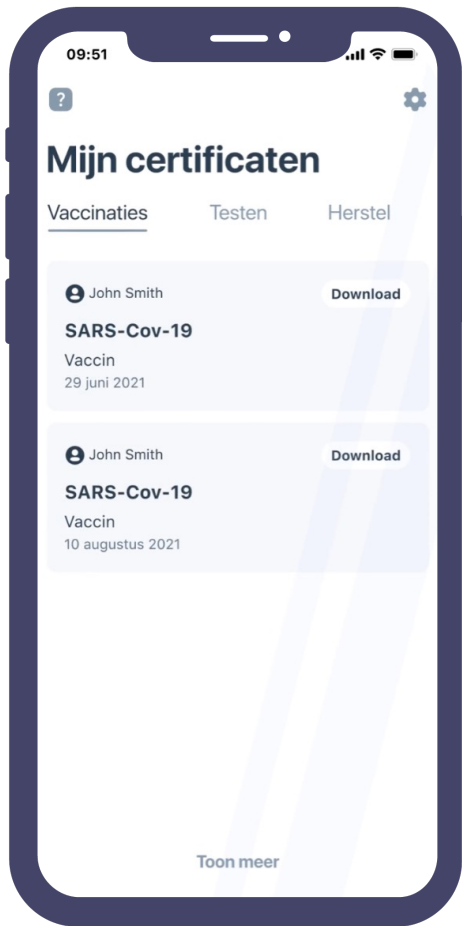 09:51
?
Mijn certificaten
Vaccinaties Testen Herstel
John Smith Download
SARS-Cov-19
Vaccin
29 juni 2021
John Smith Download
SARS-Cov-19
Vaccin
10 augustus 2021
Toon meer